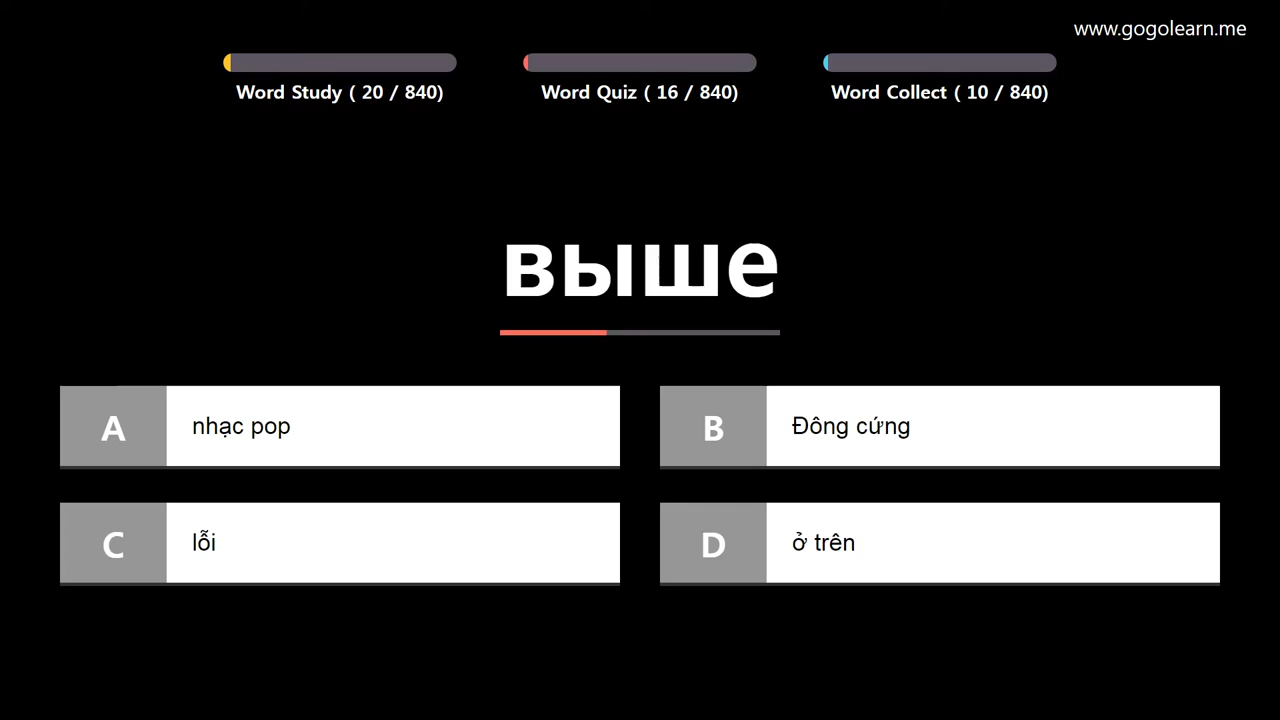 www.gogolearn.me
Word Study ( 20 / 840)
Word Quiz ( 16 / 840)
Word Collect ( 10 / 840)
выше
A nhạc pop
B Đông cứng
C lỗi
D ở trên